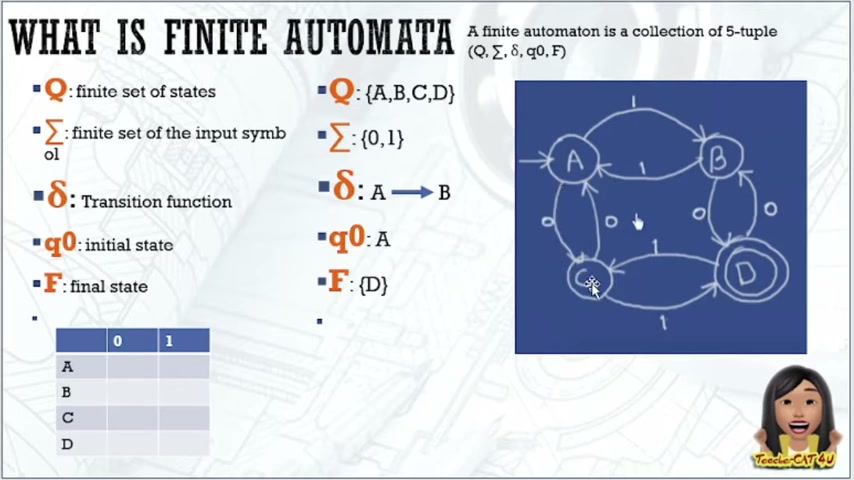 WHAT IS FINITE AUTOMATA
A finite automaton is a collection of 5-tuple
(Q, ∑, δ, q0, F)
Q: finite set of states
∑: finite set of the input symb
ol
δ: Transition function
q0: initial state
F: final state
Q: {A,B,C,D}
∑: {0,1}
δ: A B
q0: A
F: {D}
0 1
A
B
C
D
1
A B
1
0 0 0 0
1
C D
1
Teeche-CAT 4U